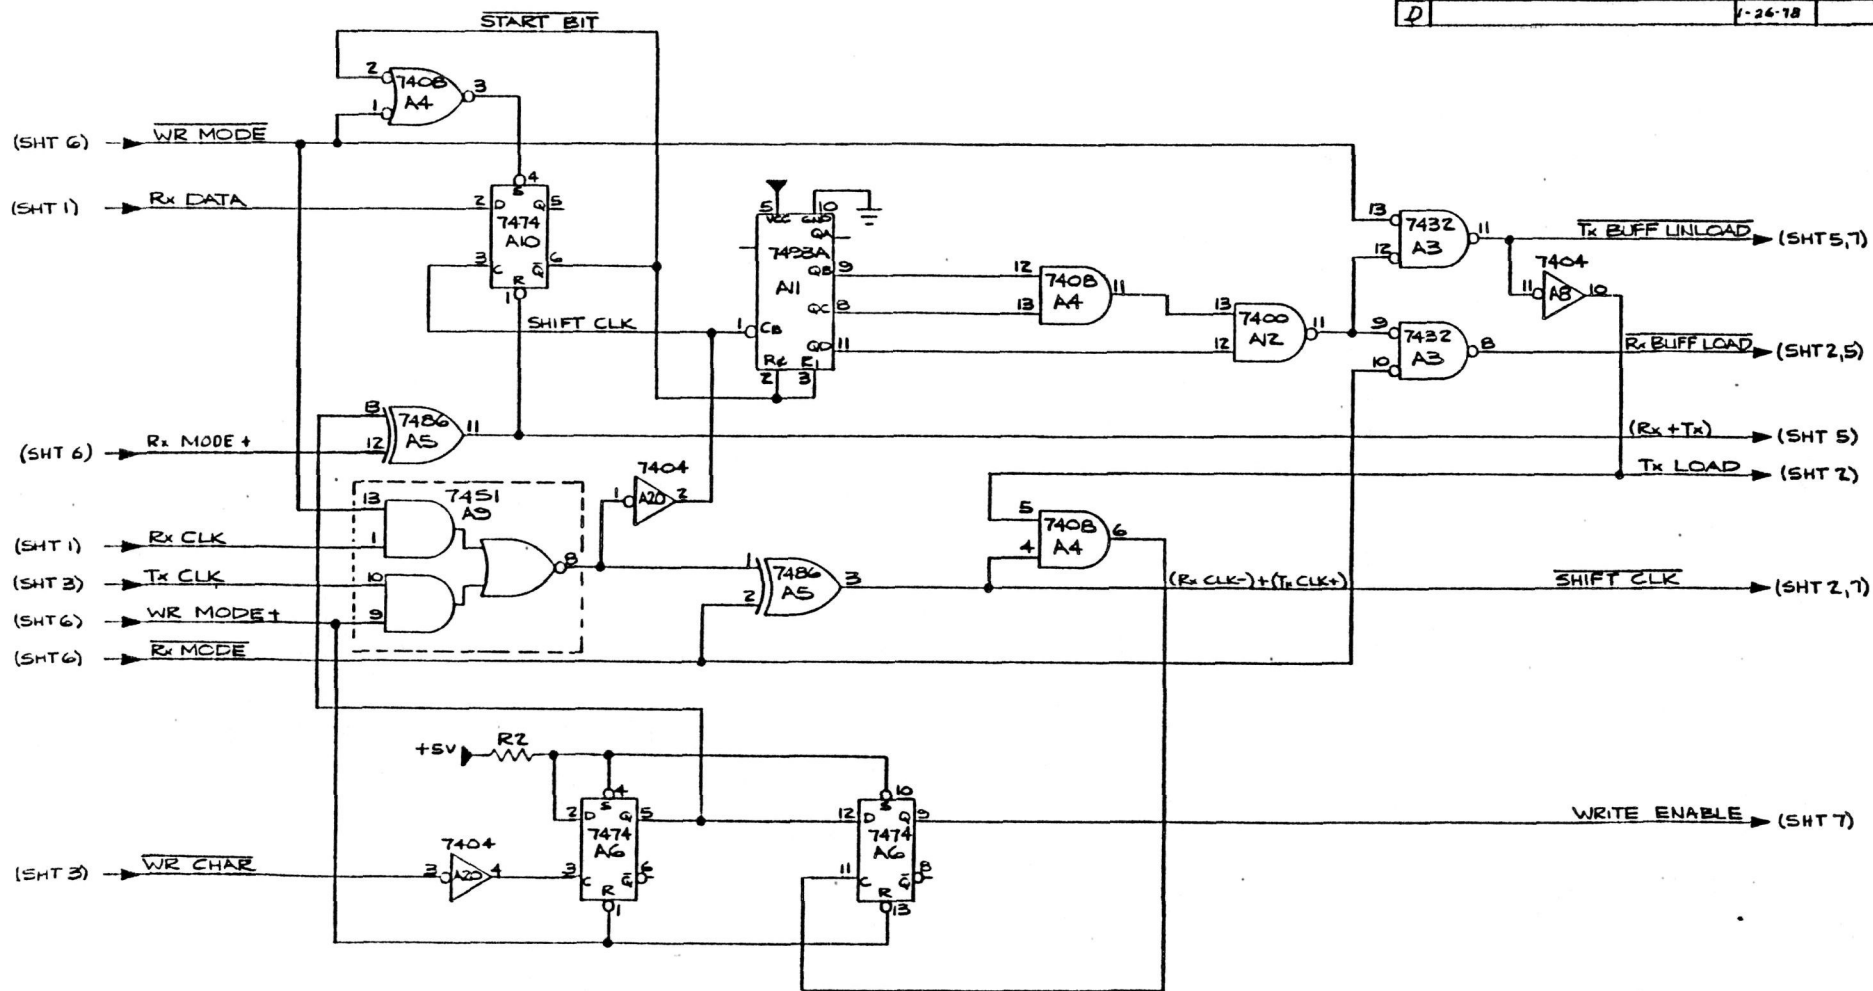 D 1-26-78
START BIT
2 7408 3
A4
1
(SHT 6) WR MODE
4
S
(SHT 1) Rx DATA 2 D Q 5
7474
A10
3 C Q 6
R
1
SHIFT CLK
5 10
VCC GND
QA
7493A
QB 9
A11
QC 8
1 CB
QD 11
RØ E
2 3
12 7408 11
13 A4
13 7400 11
12 A12
13 7432 11
12 A3
Tx BUFF UNLOAD (SHT 5,7)
7404
11 A8 10
9 7432 8
10 A3
Rx BUFF LOAD (SHT 2,5)
13 7486 11
12 A5
(SHT 6) Rx MODE +
(Rx + Tx) (SHT 5)
Tx LOAD (SHT 2)
7404
1 A20 2
7451
A9
13
1
10
9
8
(SHT 1) Rx CLK
(SHT 3) Tx CLK
(SHT 6) WR MODE +
(SHT 6) Rx MODE
5 7408 6
4 A4
1 7486 3
2 A5
(Rx CLK-) + (Tx CLK+) SHIFT CLK (SHT 2,7)
+5V R2
4
S
2 D Q 5
7474
A6
3 C Q 6
R
1
10
S
12 D Q 9
7474
A6
11 C Q 8
R
13
WRITE ENABLE (SHT 7)
7404
(SHT 3) WR CHAR 3 A20 4